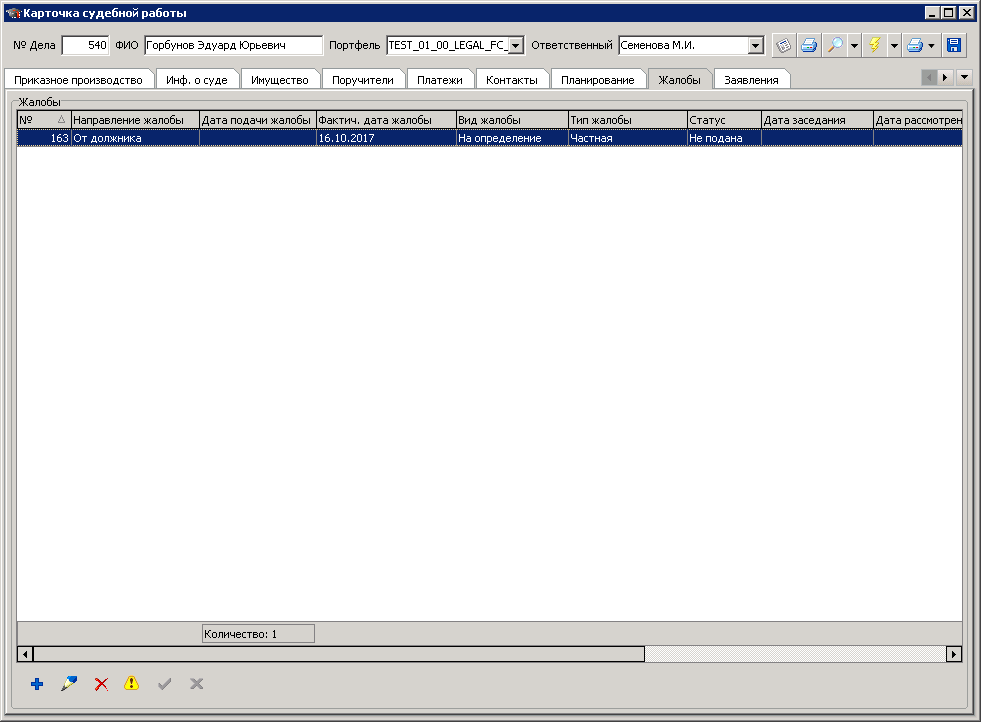 Карточка судебной работы
№ Дела 540 ФИО Горбунов Эдуард Юрьевич Портфель TEST_01_00_LEGAL_FC_ Ответственный Семенова М.И.
Приказное производство Инф. о суде Имущество Поручители Платежи Контакты Планирование Жалобы Заявления
Жалобы
№ Направление жалобы Дата подачи жалобы Фактич. дата жалобы Вид жалобы Тип жалобы Статус Дата заседания Дата рассмотрен
163 От должника 16.10.2017 На определение Частная Не подана
Количество: 1